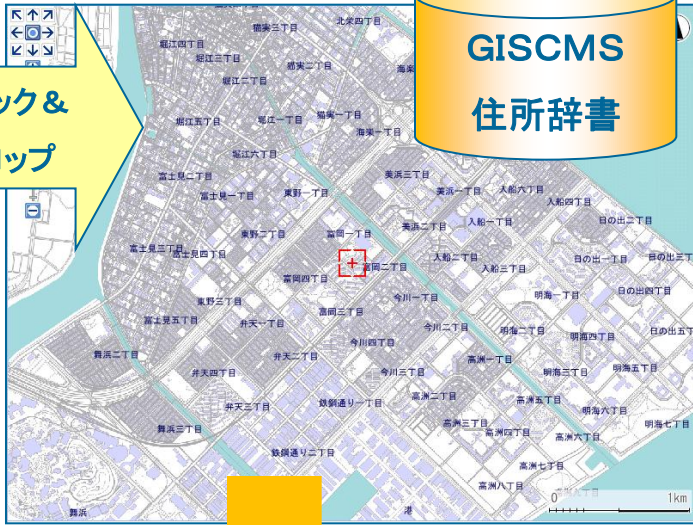 GISCMS
住所辞書
ック&
リップ
猫実三丁目
北栄四丁目
堀江四丁目
堀江三丁目
猫実二丁目
堀江二丁目
堀江五丁目
堀江一丁目
猫実一丁目
海楽一丁目
堀江六丁目
富士見二丁目
美浜三丁目
富士見一丁目
東野一丁目
美浜一丁目
入船六丁目
入船四丁目
東野二丁目
富岡一丁目
美浜二丁目
入船一丁目
日の出二丁目
富士見三丁目
富士見四丁目
富岡二丁目
入船二丁目
入船三丁目
日の出一丁目
日の出三丁
富岡四丁目
東野三丁目
今川一丁目
明海一丁目
日の出四丁目
富士見五丁目
弁天一丁目
富岡三丁目
今川二丁目
明海二丁目
明海四丁目
日の出五丁
舞浜二丁目
弁天二丁目
今川四丁目
高洲一丁目
弁天四丁目
今川三丁目
明海三丁目
明海五丁目
弁天三丁目
鉄鋼通り一丁目
高洲二丁目
高洲五丁目
明海六丁目
舞浜三丁目
高洲三丁目
高洲四丁目
高洲六丁目
明海七丁目
鉄鋼通り二丁目
高洲七丁目
高洲八丁目
0
1km
舞浜
港